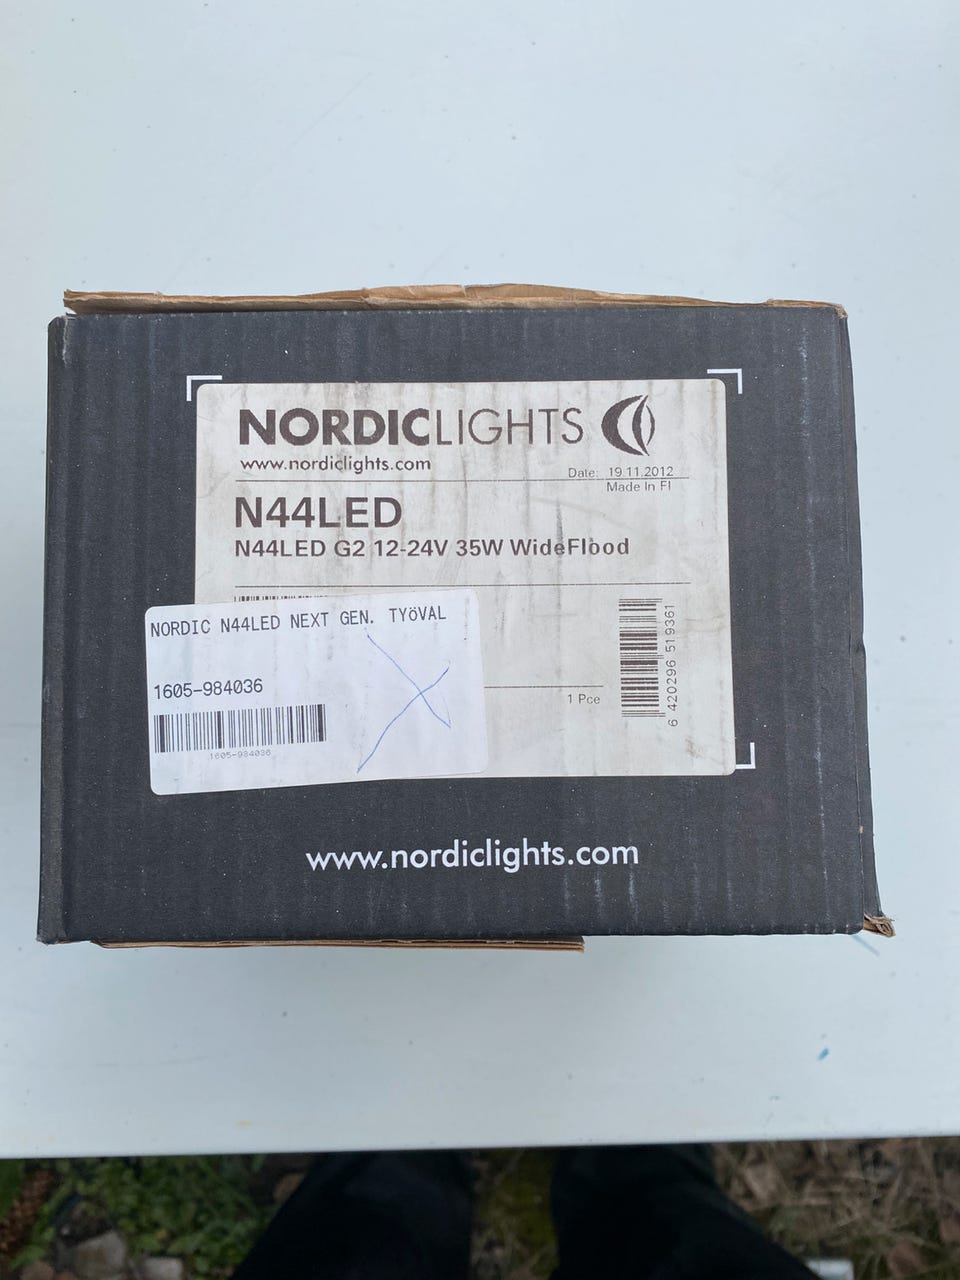 NORDICLIGHTS
www.nordiclights.com
Date: 19.11.2012
Made In FI
N44LED
N44LED G2 12-24V 35W WideFlood
NORDIC N44LED NEXT GEN. TYöVAL
1605-984036
1605-984036
1 Pce
6 420296 519361
www.nordiclights.com